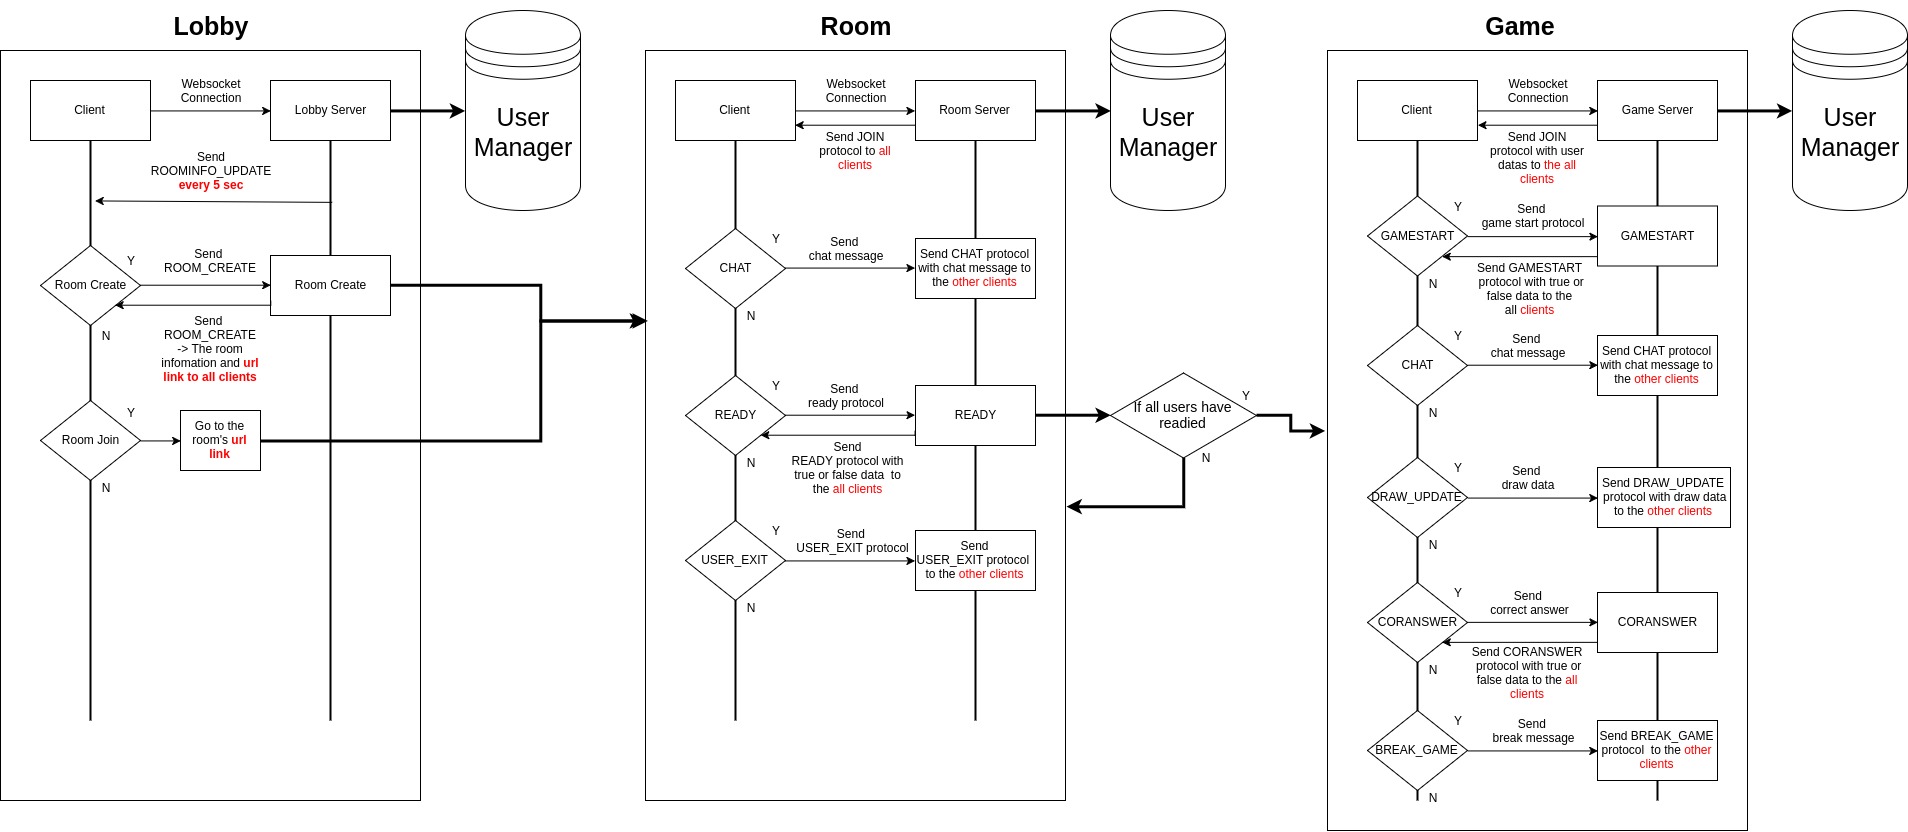 Lobby
Client
Websocket
Connection
Lobby Server
User
Manager
Send
ROOMINFO_UPDATE
every 5 sec
Room Create
Y
N
Send
ROOM_CREATE
Room Create
Send
ROOM_CREATE
-> The room
infomation and url
link to all clients
Room Join
Y
N
Go to the
room's url
link
Room
Client
Websocket
Connection
Room Server
User
Manager
Send JOIN
protocol to all
clients
CHAT
Y
N
Send
chat message
Send CHAT protocol
with chat message to
the other clients
READY
Y
N
Send
ready protocol
READY
Send
READY protocol with
true or false data to
the all clients
If all users have
readied
Y
N
USER_EXIT
Y
N
Send
USER_EXIT protocol
Send
USER_EXIT protocol
to the other clients
Game
Client
Websocket
Connection
Game Server
User
Manager
Send JOIN
protocol with user
datas to the all
clients
GAMESTART
Y
N
Send
game start protocol
GAMESTART
Send GAMESTART
protocol with true or
false data to the
all clients
CHAT
Y
N
Send
chat message
Send CHAT protocol
with chat message to
the other clients
DRAW_UPDATE
Y
N
Send
draw data
Send DRAW_UPDATE
protocol with draw data
to the other clients
CORANSWER
Y
N
Send
correct answer
CORANSWER
Send CORANSWER
protocol with true or
false data to the all
clients
BREAK_GAME
Y
N
Send
break message
Send BREAK_GAME
protocol to the other
clients